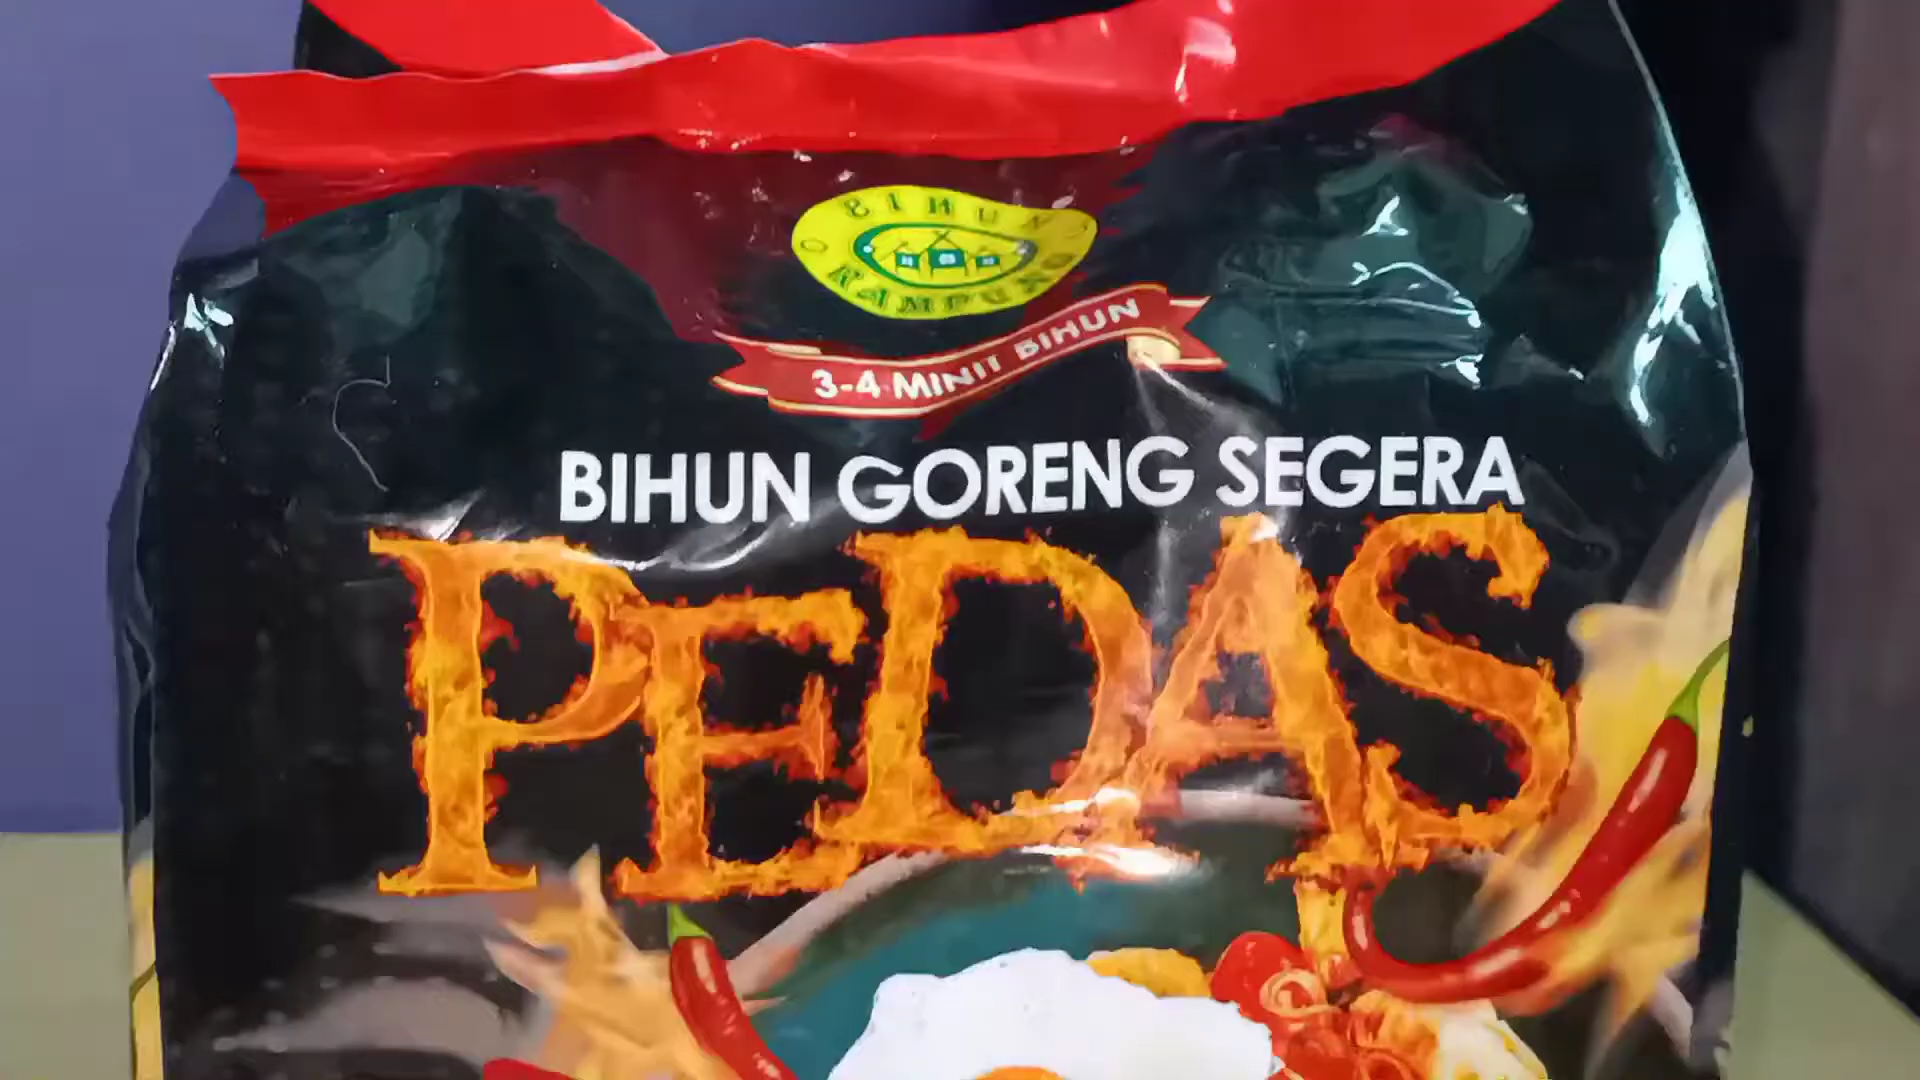 BIHUN
KAMPUNG
3-4 MINIT BIHUN
BIHUN GORENG SEGERA
PEDAS